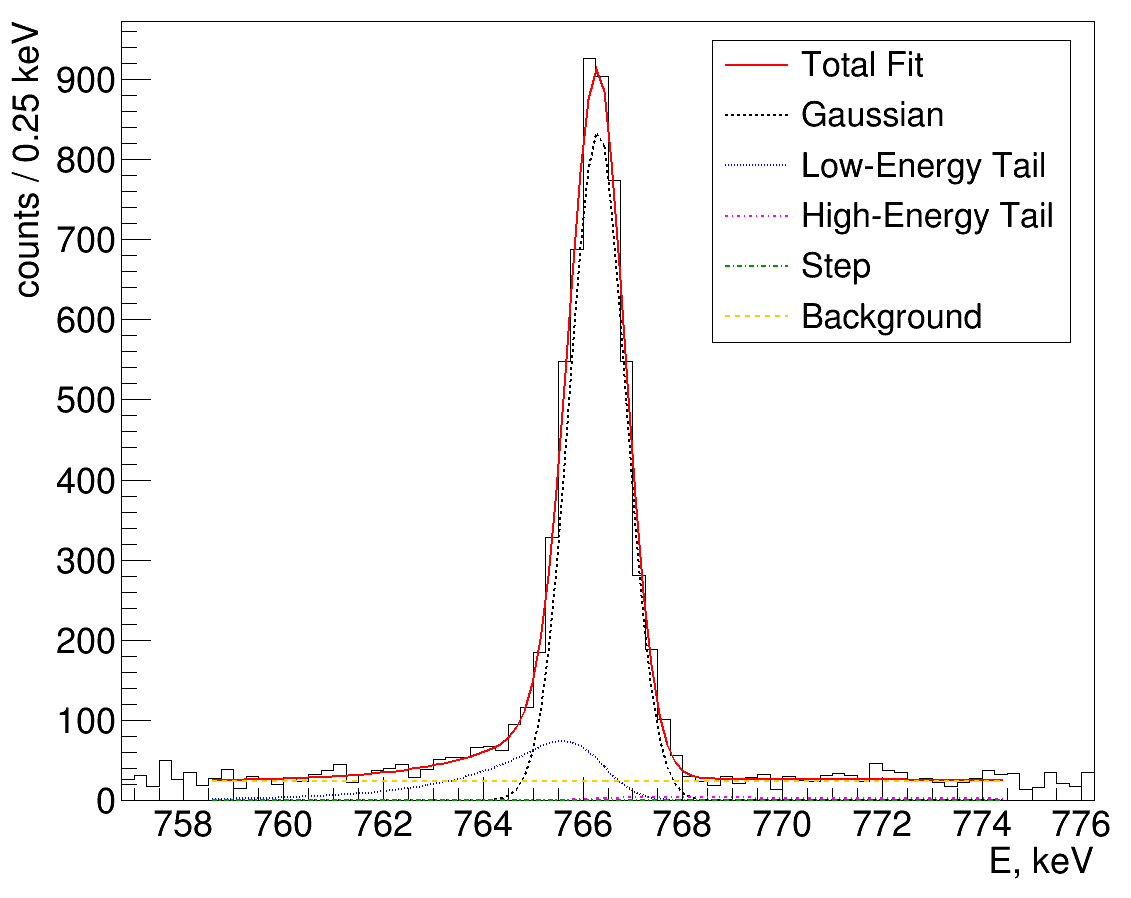 counts / 0.25 keV
900
800
700
600
500
400
300
200
100
0
Total Fit
Gaussian
Low-Energy Tail
High-Energy Tail
Step
Background
758 760 762 764 766 768 770 772 774 776
E, keV